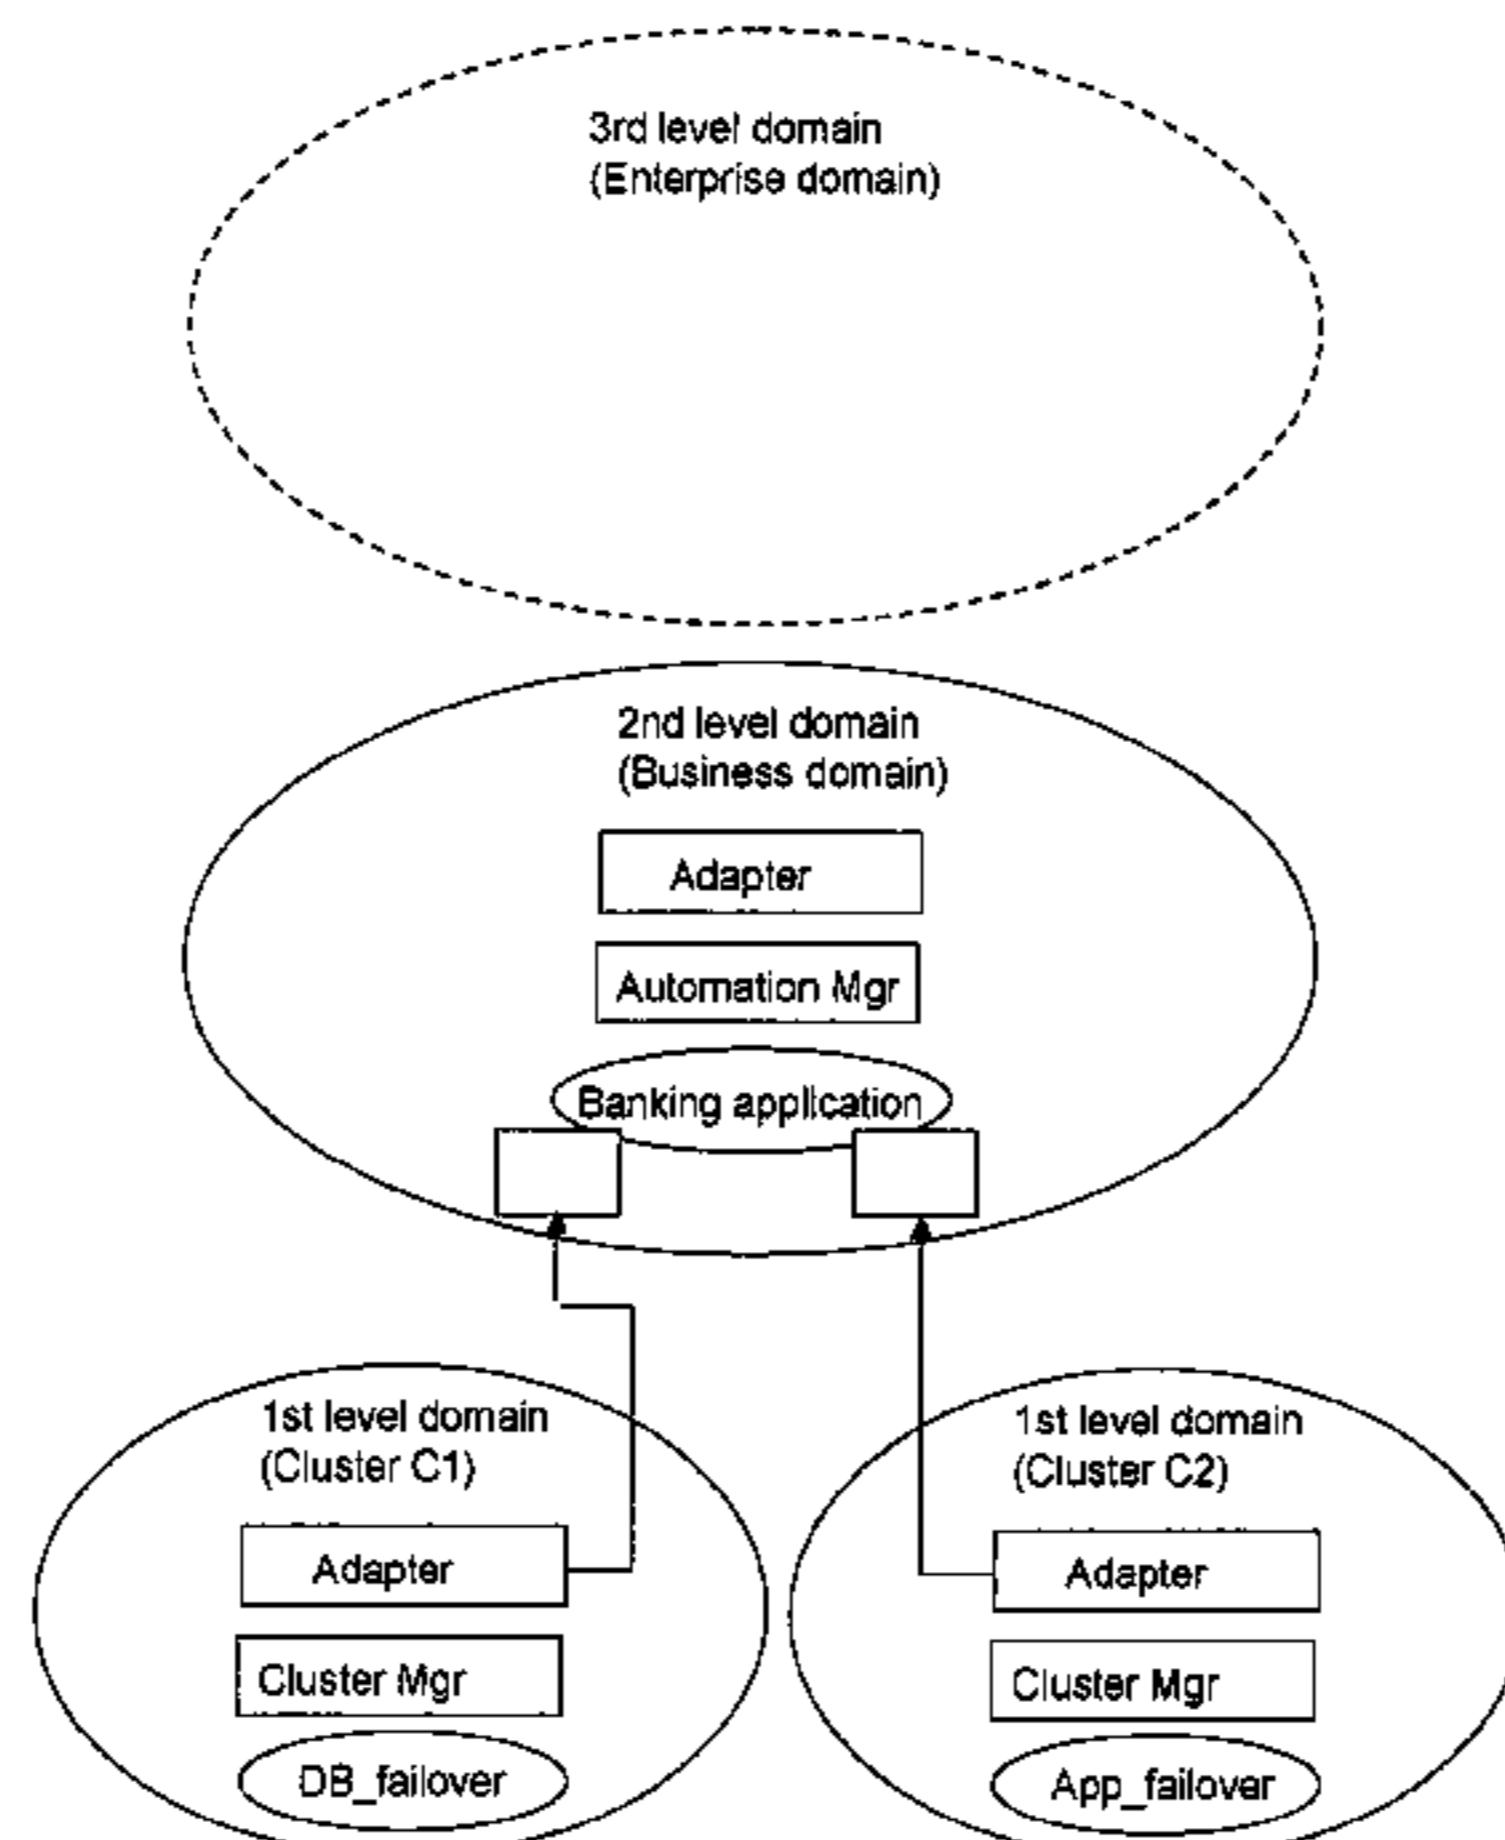 3rd level domain
(Enterprise domain)
2nd level domain
(Business domain)
Adapter
Automation Mgr
Banking application
1st level domain
(Cluster C1)
Adapter
Cluster Mgr
DB_failover
1st level domain
(Cluster C2)
Adapter
Cluster Mgr
App_failover